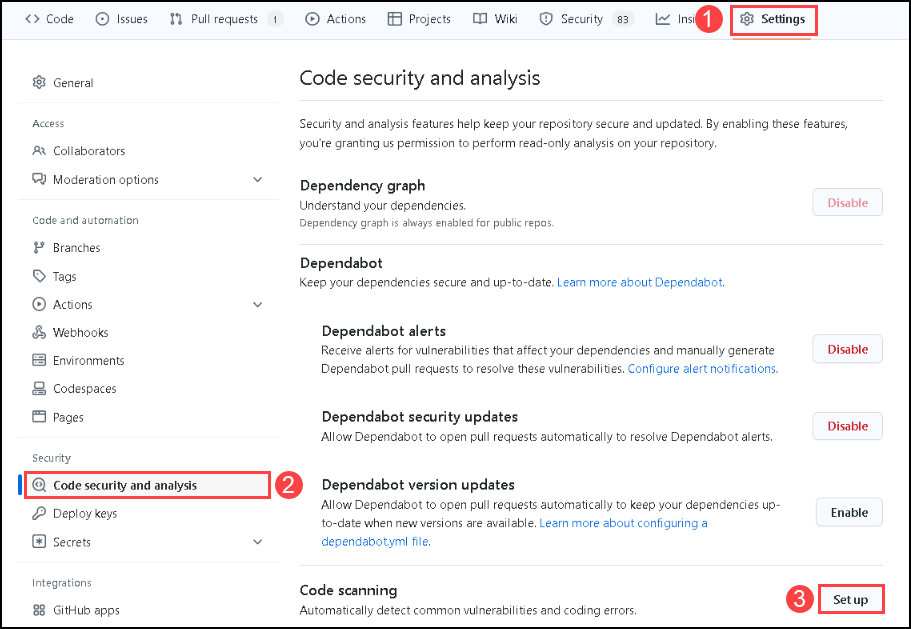 Code Issues Pull requests 1 Actions Projects Wiki Security 83 Insi 1 Settings
General
Access
Collaborators
Moderation options
Code and automation
Branches
Tags
Actions
Webhooks
Environments
Codespaces
Pages
Security
Code security and analysis 2
Deploy keys
Secrets
Integrations
GitHub apps
Code security and analysis
Security and analysis features help keep your repository secure and updated. By enabling these features,
you're granting us permission to perform read-only analysis on your repository.
Dependency graph
Understand your dependencies.
Dependency graph is always enabled for public repos.
Disable
Dependabot
Keep your dependencies secure and up-to-date. Learn more about Dependabot.
Dependabot alerts
Receive alerts for vulnerabilities that affect your dependencies and manually generate
Dependabot pull requests to resolve these vulnerabilities. Configure alert notifications.
Disable
Dependabot security updates
Allow Dependabot to open pull requests automatically to resolve Dependabot alerts.
Disable
Dependabot version updates
Allow Dependabot to open pull requests automatically to keep your dependencies up-
to-date when new versions are available. Learn more about configuring a
dependabot.yml file.
Enable
Code scanning
Automatically detect common vulnerabilities and coding errors.
3 Set up